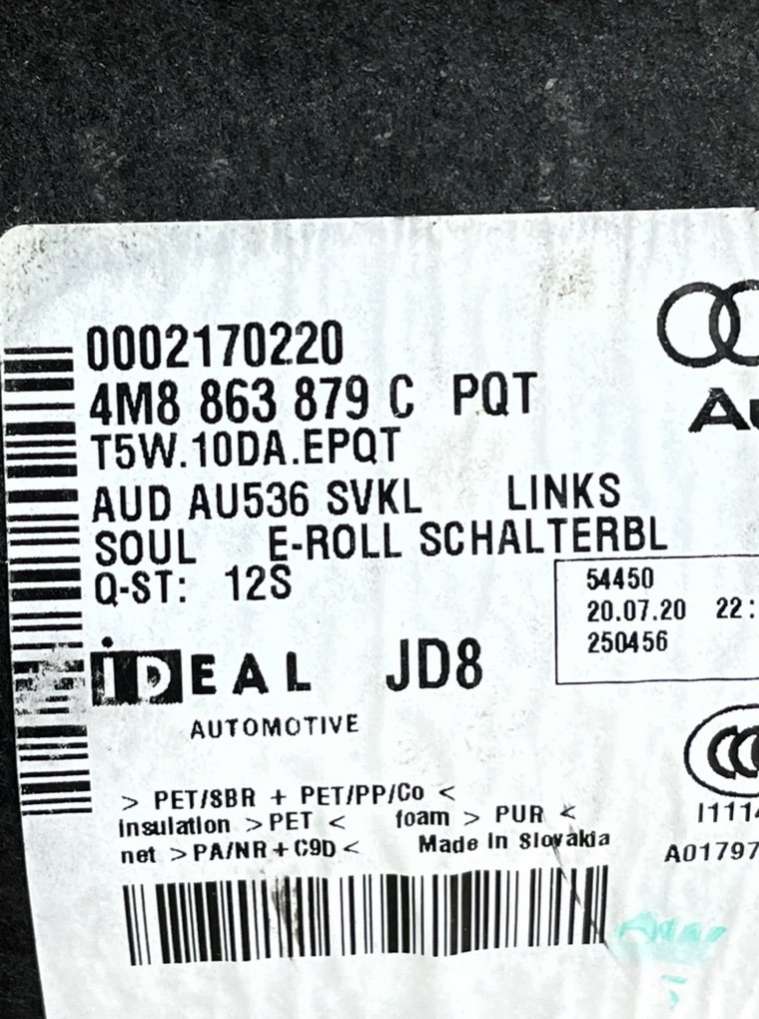 0002170220
4M8 863 879 C PQT
T5W.10DA.EPQT
AUD AU536 SVKL LINKS
SOUL E-ROLL SCHALTERBL
Q-ST: 12S
54450
20.07.20 22:
250456
iDEAL JD8
AUTOMOTIVE
> PET/SBR + PET/PP/Co <
insulation >PET < foam > PUR <
net >PA/NR+C9D< Made in Slovakia